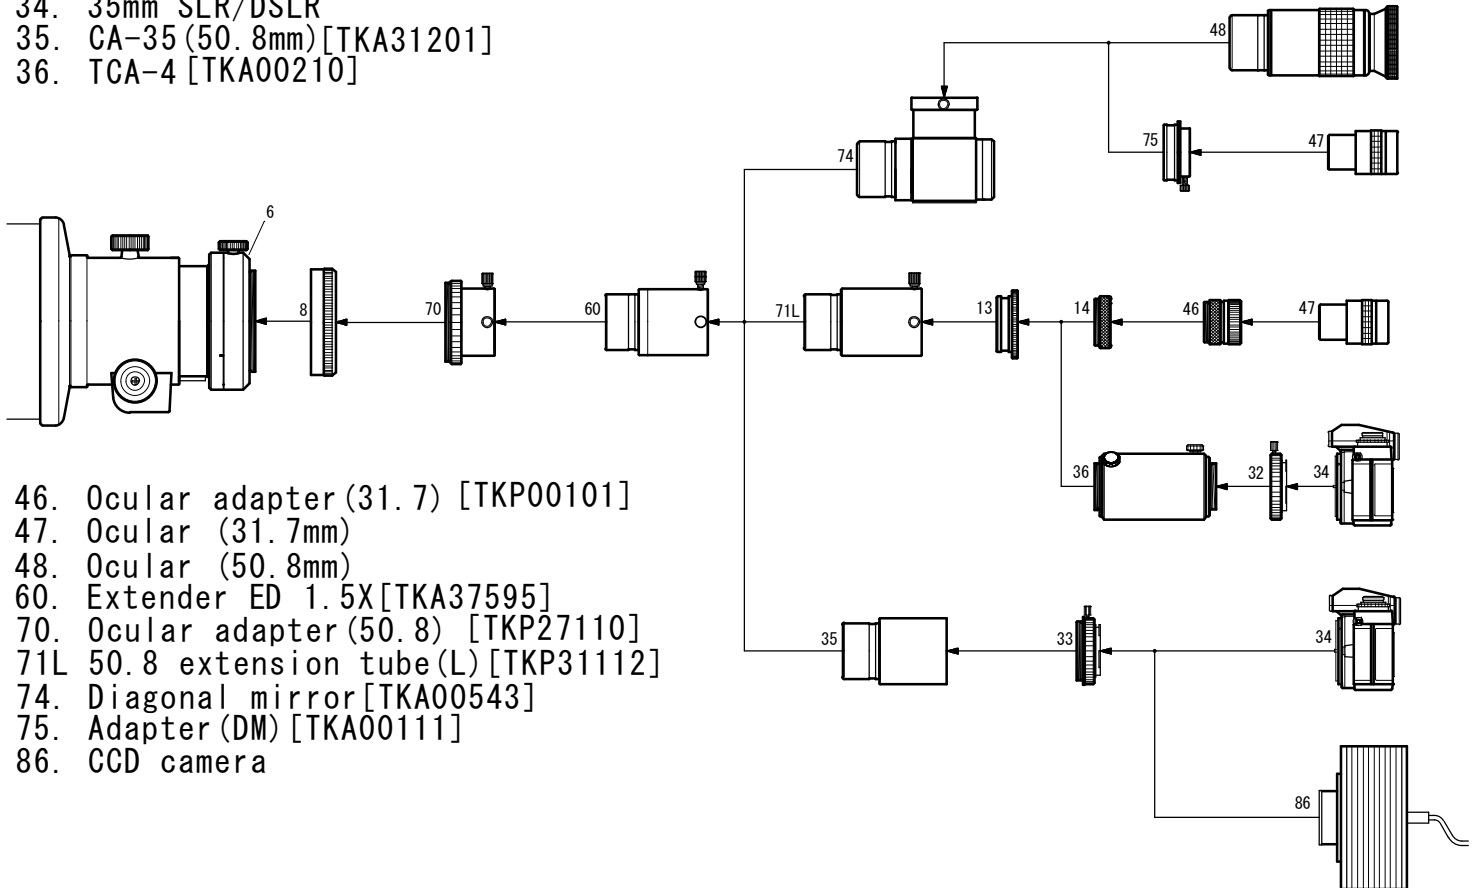 34. 35mm SLR/DSLR
35. CA-35(50.8mm)[TKA31201]
36. TCA-4[TKA00210]
48
75
47
74
6
8
70
60
71L
13
14
46
47
36
32
34
35
33
34
86
46. Ocular adapter(31.7) [TKP00101]
47. Ocular (31.7mm)
48. Ocular (50.8mm)
60. Extender ED 1.5X[TKA37595]
70. Ocular adapter(50.8) [TKP27110]
71L 50.8 extension tube(L)[TKP31112]
74. Diagonal mirror[TKA00543]
75. Adapter(DM)[TKA00111]
86. CCD camera